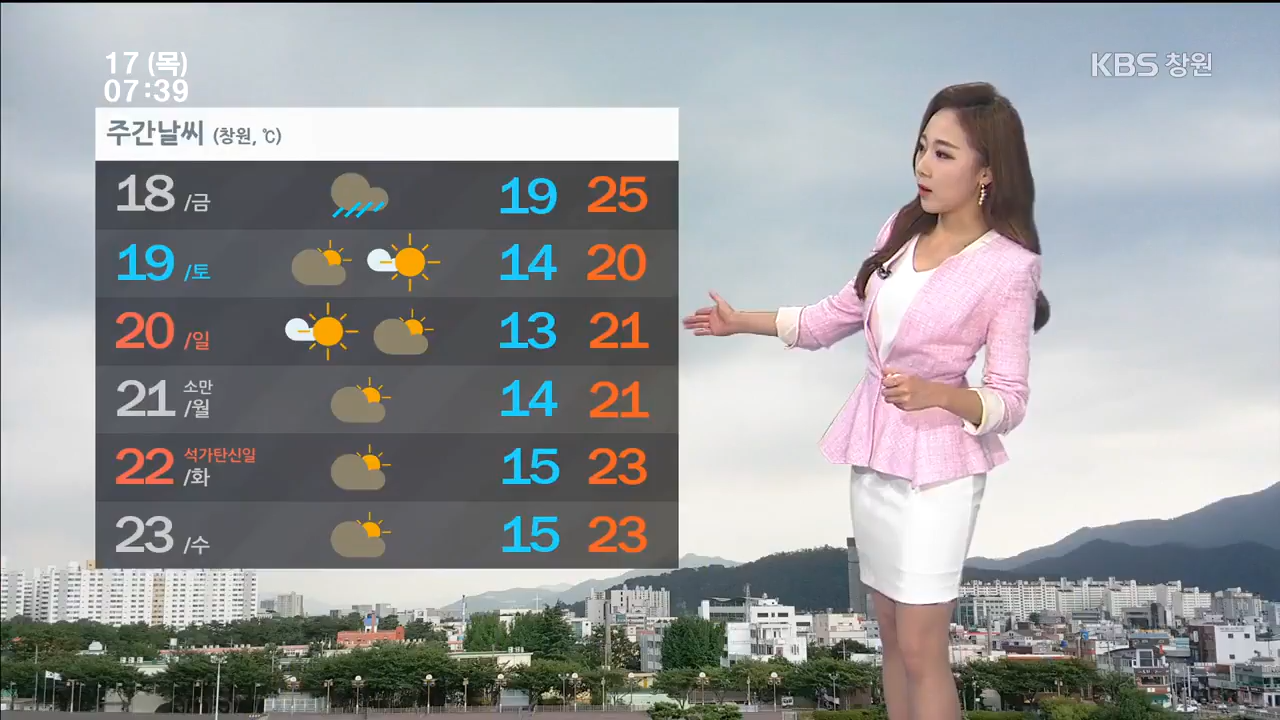 17 (목)
07:39
KBS 창원
주간날씨 (창원, ℃)
18 /금 19 25
19 /토 14 20
20 /일 13 21
21 소만 /월 14 21
22 석가탄신일 /화 15 23
23 /수 15 23